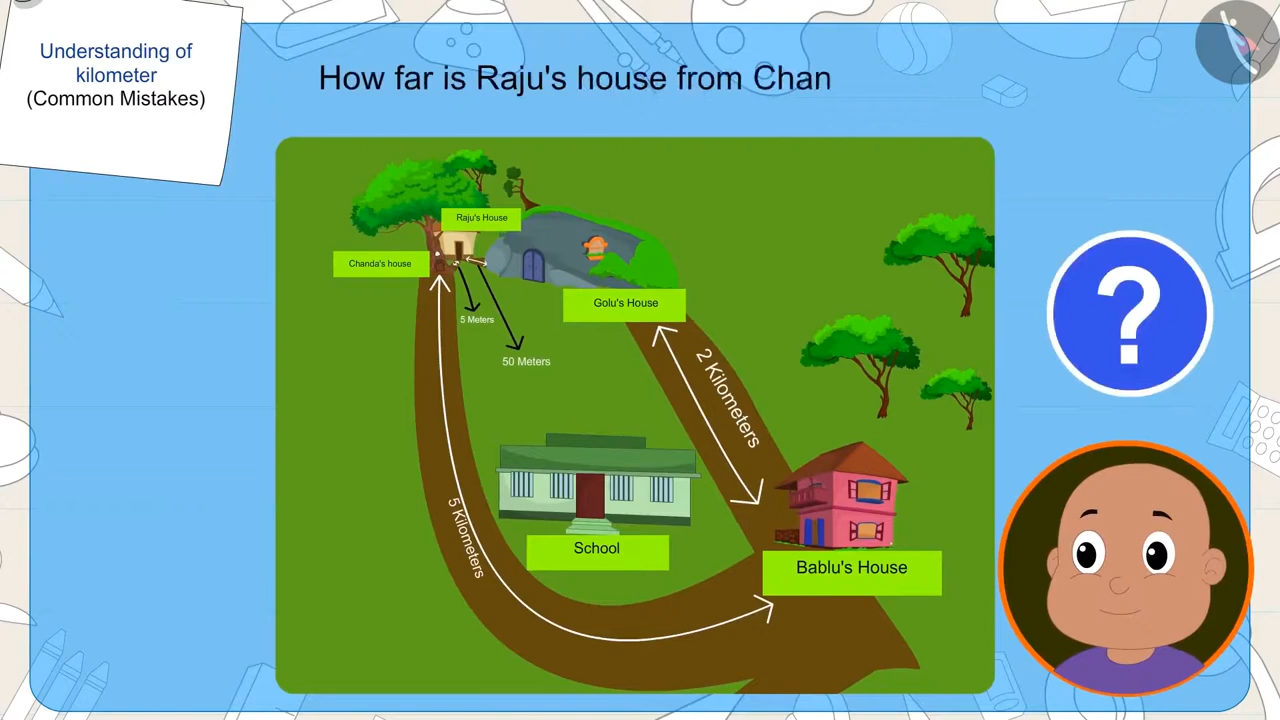 Understanding of
kilometer
(Common Mistakes)
How far is Raju's house from Chan
Raju's House
Chanda's house
Golu's House
5 Meters
50 Meters
2 Kilometers
5 Kilometers
School
Bablu's House
?